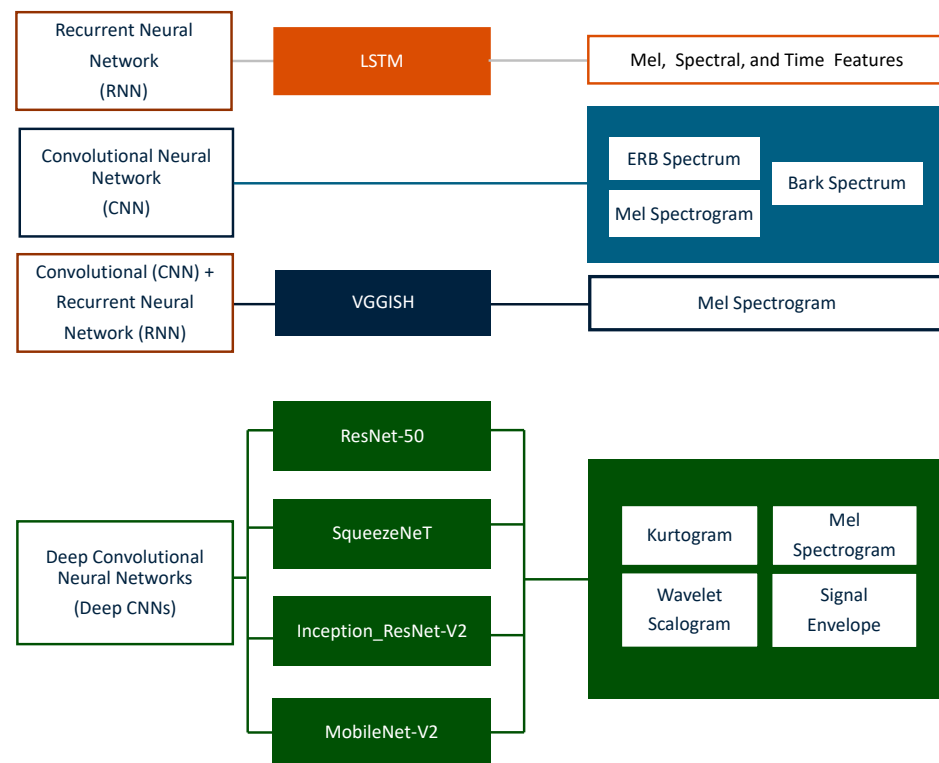 Recurrent Neural
Network
(RNN)
LSTM
Mel, Spectral, and Time Features
Convolutional Neural
Network
(CNN)
ERB Spectrum
Bark Spectrum
Mel Spectrogram
Convolutional (CNN) +
Recurrent Neural
Network (RNN)
VGGISH
Mel Spectrogram
Deep Convolutional
Neural Networks
(Deep CNNs)
ResNet-50
SqueezeNeT
Inception_ResNet-V2
MobileNet-V2
Kurtogram
Mel
Spectrogram
Wavelet
Scalogram
Signal
Envelope